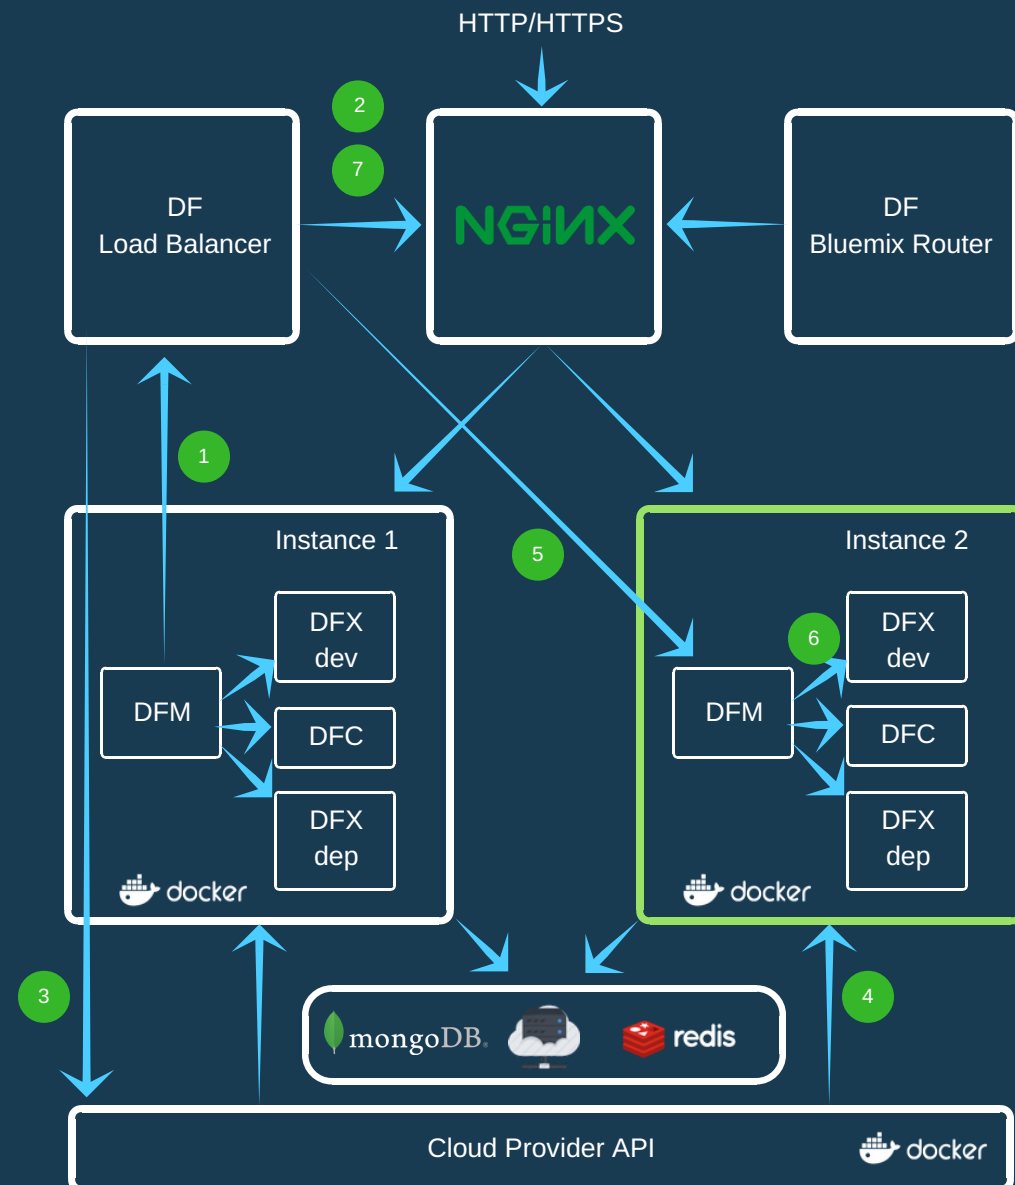 HTTP/HTTPS
2
7
DF
Load Balancer
NGINX
DF
Bluemix Router
1
Instance 1
5
Instance 2
DFX
dev
DFM
DFC
DFX
dep
docker
6
DFX
dev
DFM
DFC
DFX
dep
docker
3
4
mongoDB®
redis
Cloud Provider API
docker